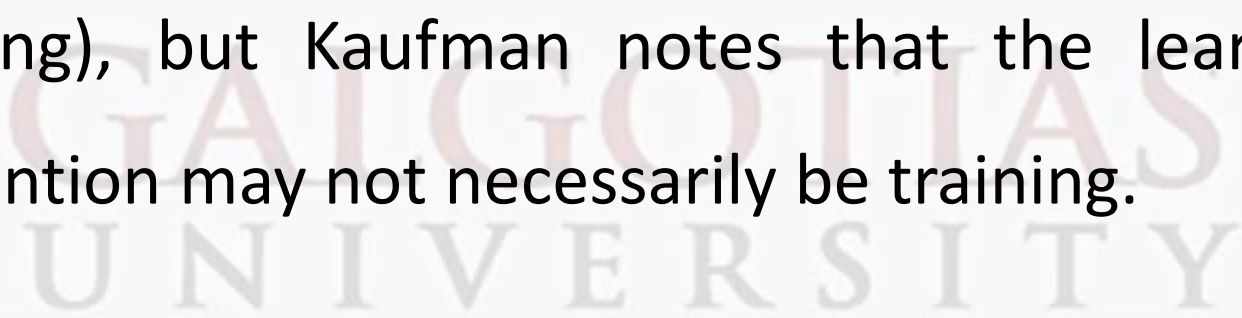 ng), but Kaufman notes that the lear
ntion may not necessarily be training.
GALGOTIAS
UNIVERSITY